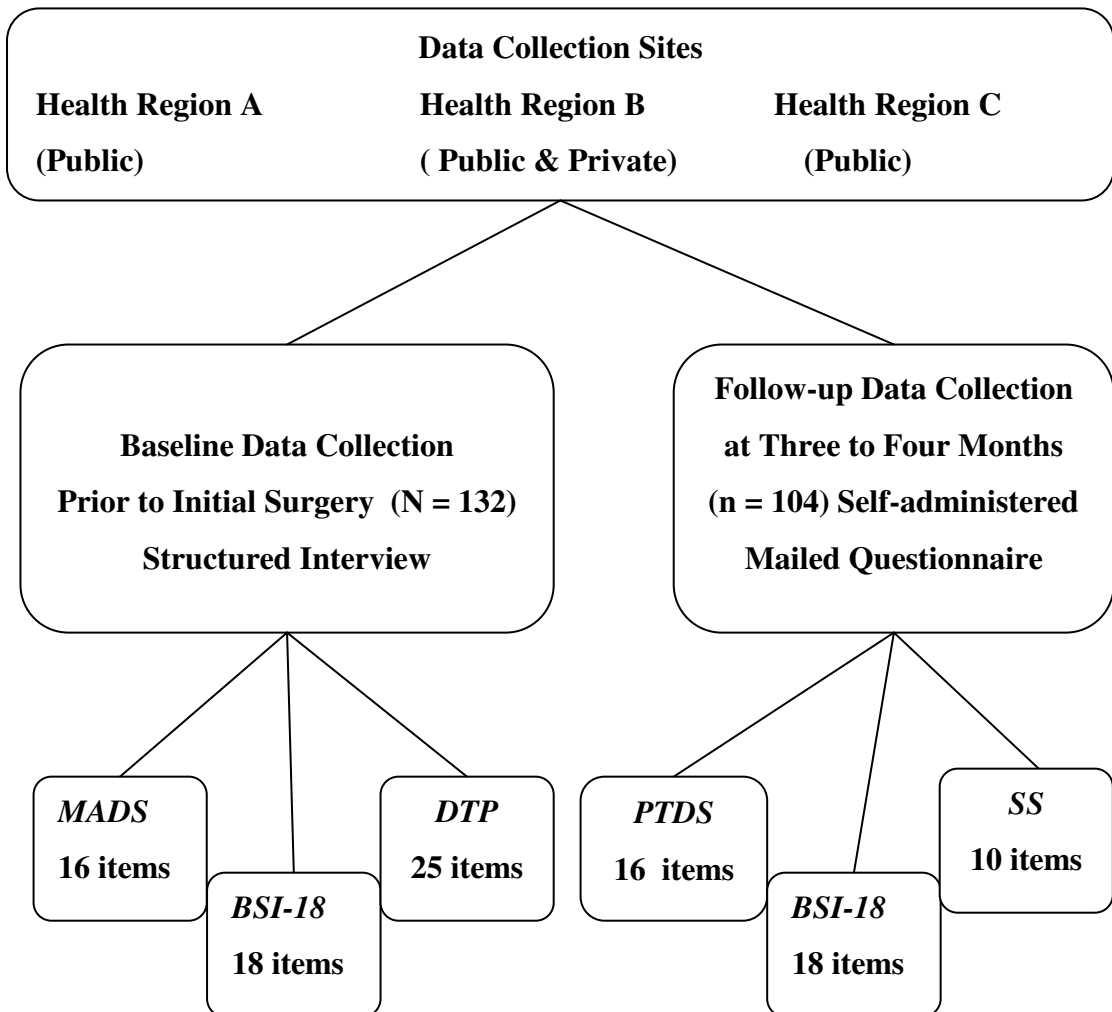 Data Collection Sites
Health Region A Health Region B Health Region C
(Public) ( Public & Private) (Public)
Baseline Data Collection
Prior to Initial Surgery (N = 132)
Structured Interview
Follow-up Data Collection
at Three to Four Months
(n = 104) Self-administered
Mailed Questionnaire
MADS
16 items
BSI-18
18 items
DTP
25 items
PTDS
16 items
BSI-18
18 items
SS
10 items